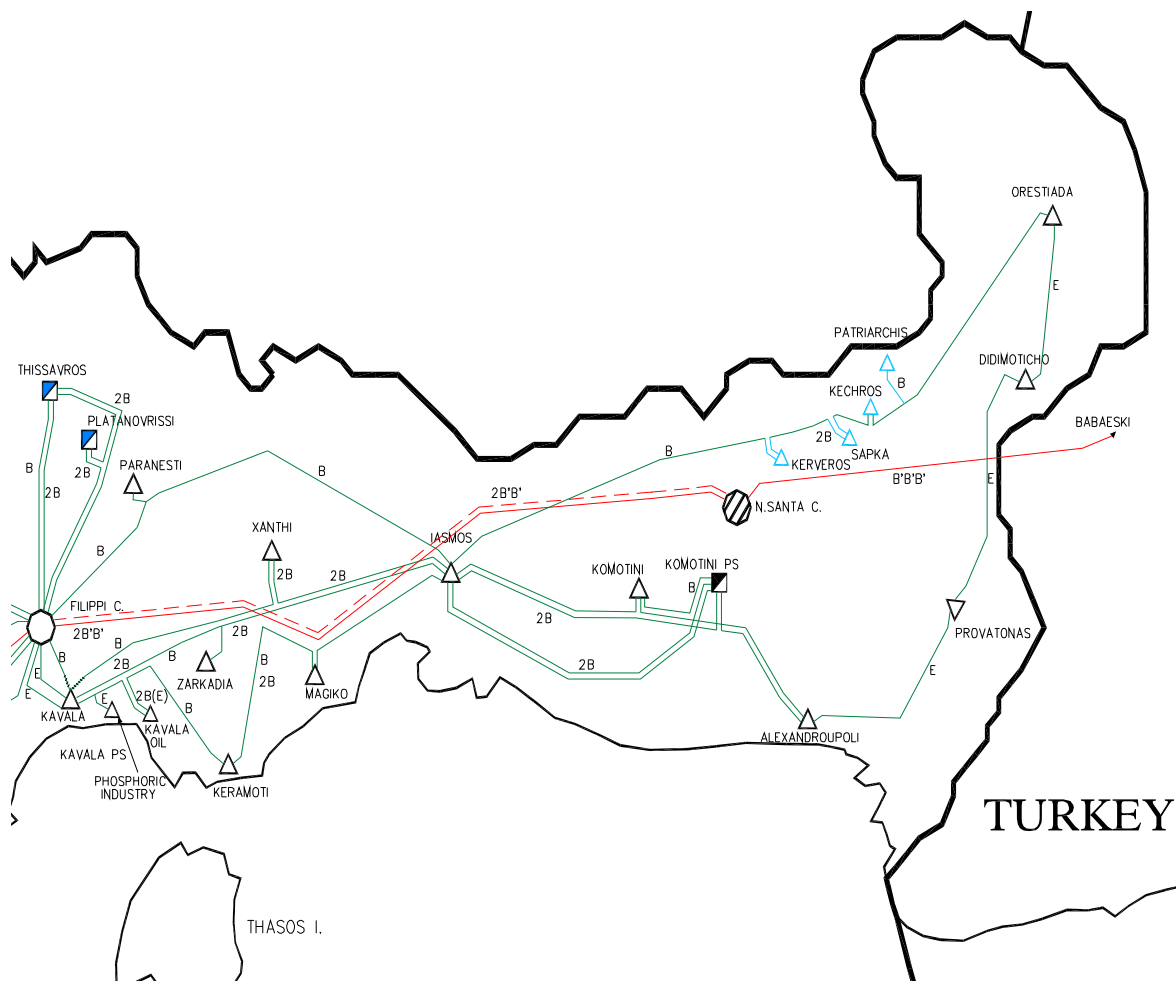 ORESTIADA
E
PATRIARCHIS
DIDIMOTICHO
THISSAVROS
B
KECHROS
2B
PLATANOVRISSI
BABAESKI
2B
SAPKA
B
PARANESTI
B
B
KERVEROS
2B
2B
B'B'B'
E
2B'B'
N.SANTA C.
XANTHI
IASMOS
B
KOMOTINI
KOMOTINI PS
2B
2B
B
FILIPPI C.
2B
2B'B'
B
2B
PROVATONAS
B
2B
B
B
2B
E
E
ZARKADIA
2B
E
E
2B(E)
MAGIKO
KAVALA
B
KAVALA
OIL
ALEXANDROUPOLI
KAVALA PS
PHOSPHORIC
INDUSTRY
KERAMOTI
TURKEY
THASOS I.